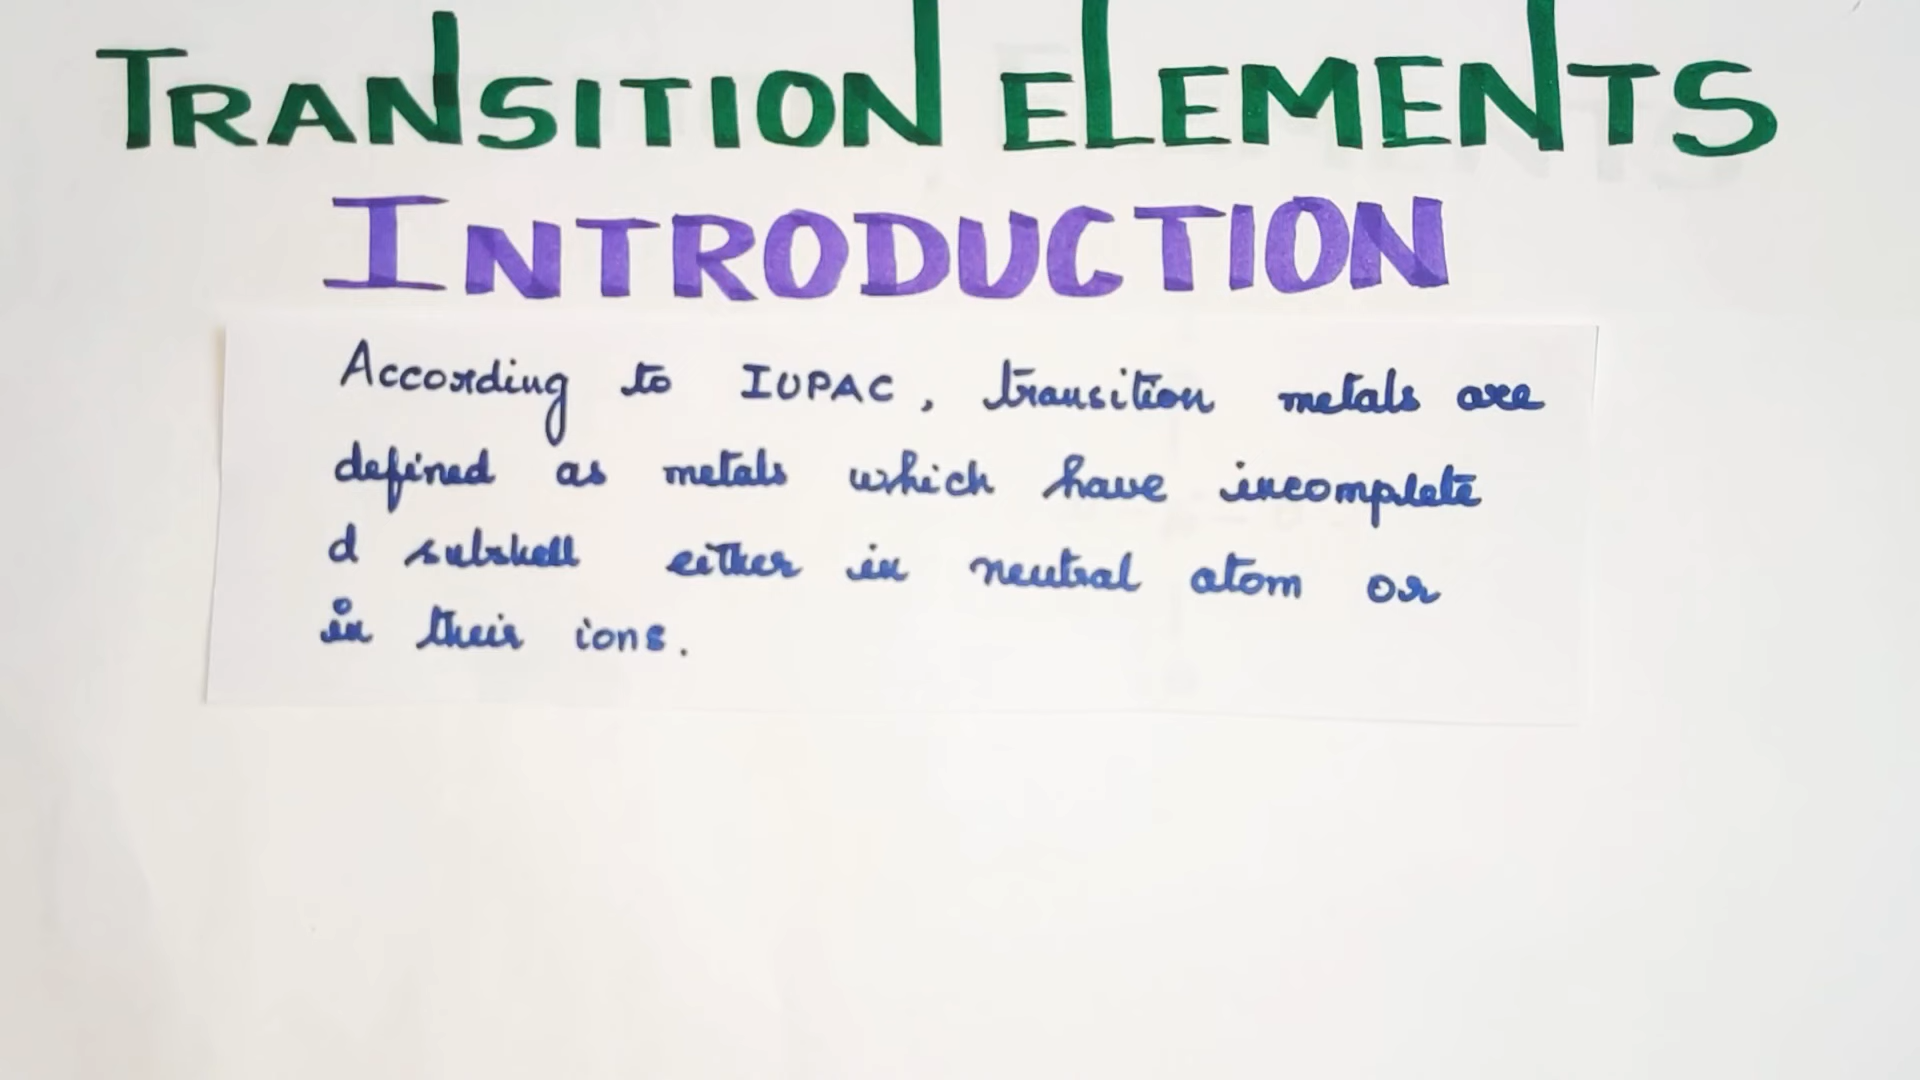 TRANSITION ELEMENTS
INTRODUCTION
According to IUPAC, transition metals are
defined as metals which have incomplete
d subshell either in neutral atom or
in their ions.